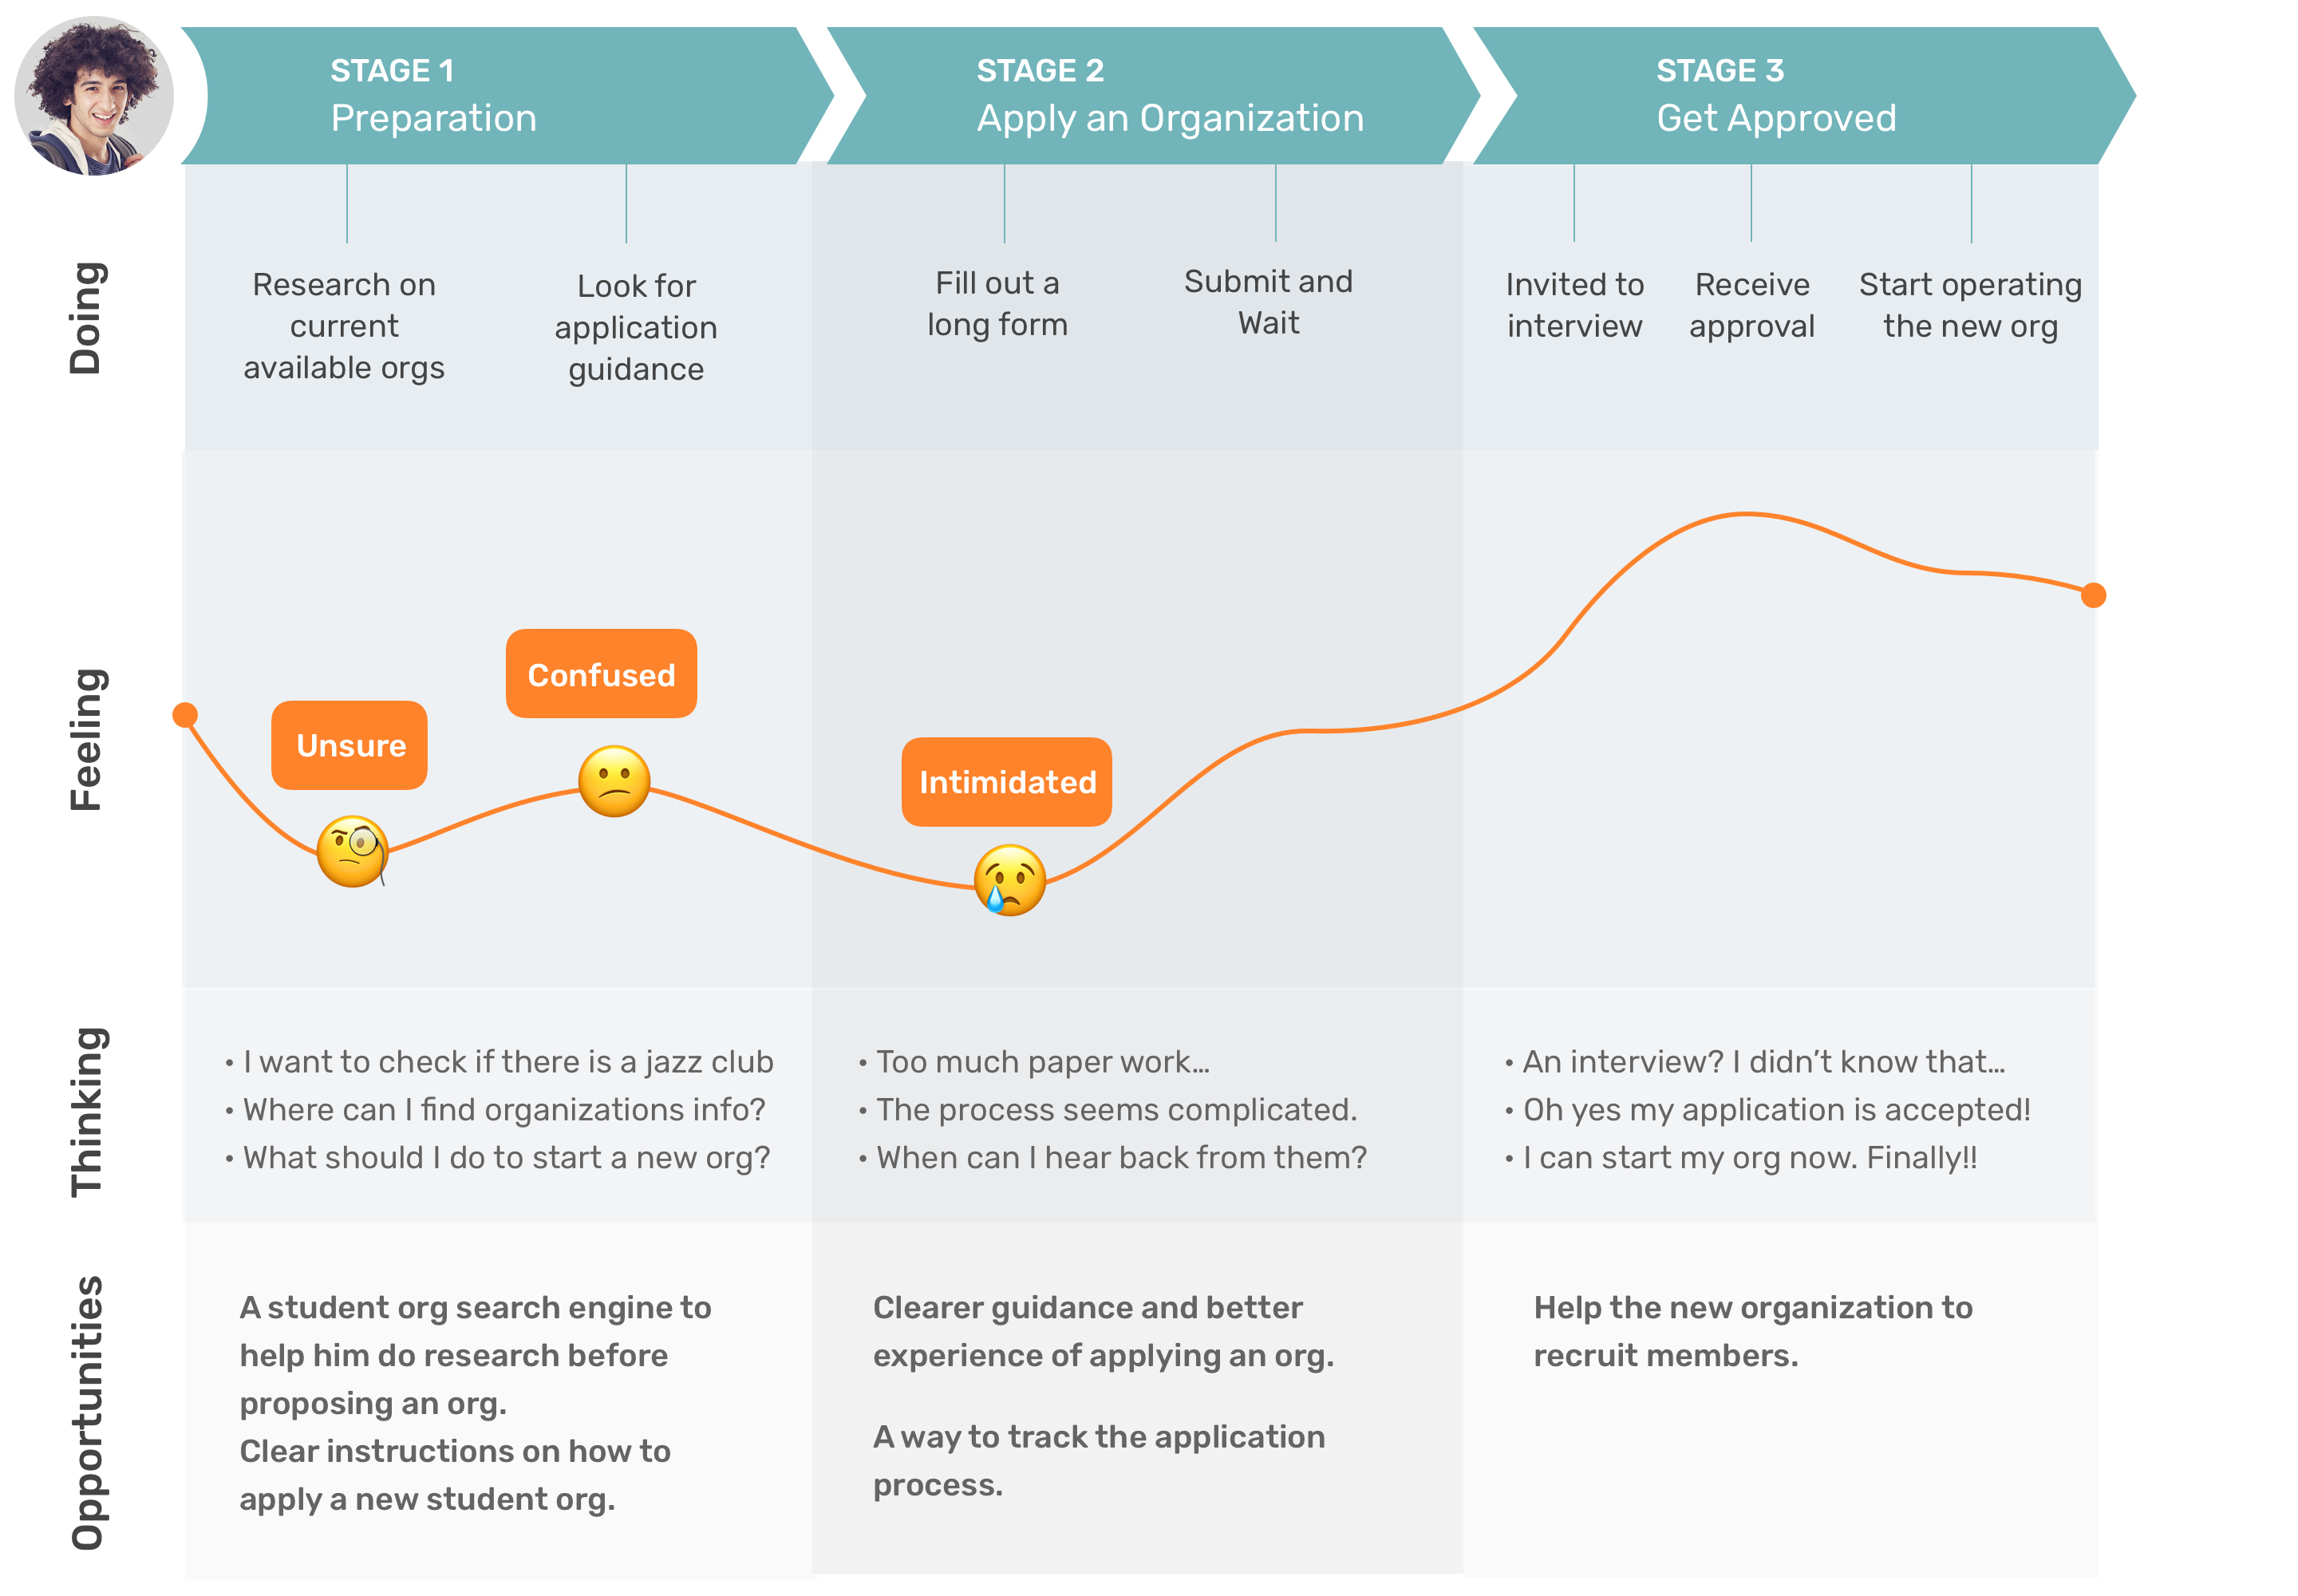 STAGE 1
Preparation
STAGE 2
Apply an Organization
STAGE 3
Get Approved
Doing
Research on
current
available orgs
Look for
application
guidance
Fill out a
long form
Submit and
Wait
Invited to
interview
Receive
approval
Start operating
the new org
Feeling
Unsure
Confused
Intimidated
Thinking
• I want to check if there is a jazz club
• Where can I find organizations info?
• What should I do to start a new org?
• Too much paper work...
• The process seems complicated.
• When can I hear back from them?
• An interview? I didn’t know that...
• Oh yes my application is accepted!
• I can start my org now. Finally!!
Opportunities
A student org search engine to
help him do research before
proposing an org.
Clear instructions on how to
apply a new student org.
Clearer guidance and better
experience of applying an org.
A way to track the application
process.
Help the new organization to
recruit members.